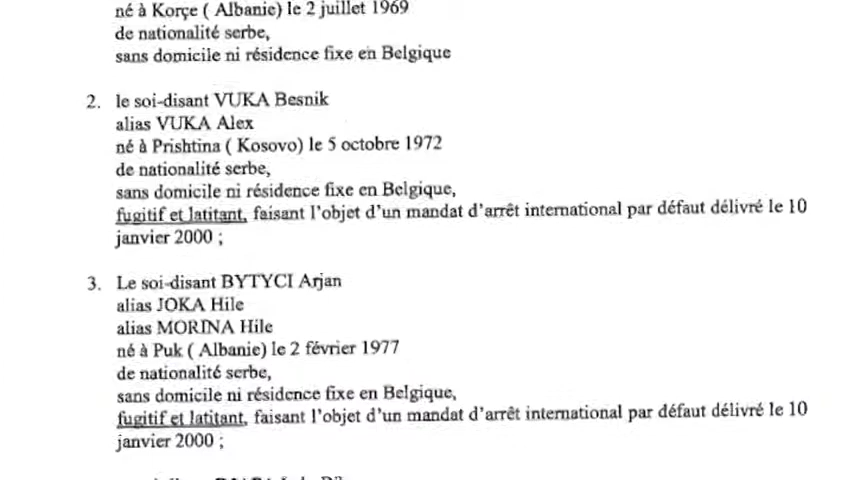 né à Korçe ( Albanie) le 2 juillet 1969
de nationalité serbe,
sans domicile ni résidence fixe en Belgique
2. le soi-disant VUKA Besnik
alias VUKA Alex
né à Prishtina ( Kosovo) le 5 octobre 1972
de nationalité serbe,
sans domicile ni résidence fixe en Belgique,
fugitif et latitant, faisant l'objet d'un mandat d'arrêt international par défaut délivré le 10
janvier 2000 ;
3. Le soi-disant BYTYCI Arjan
alias JOKA Hile
alias MORINA Hile
né à Puk ( Albanie) le 2 février 1977
de nationalité serbe,
sans domicile ni résidence fixe en Belgique,
fugitif et latitant, faisant l'objet d'un mandat d'arrêt international par défaut délivré le 10
janvier 2000 ;